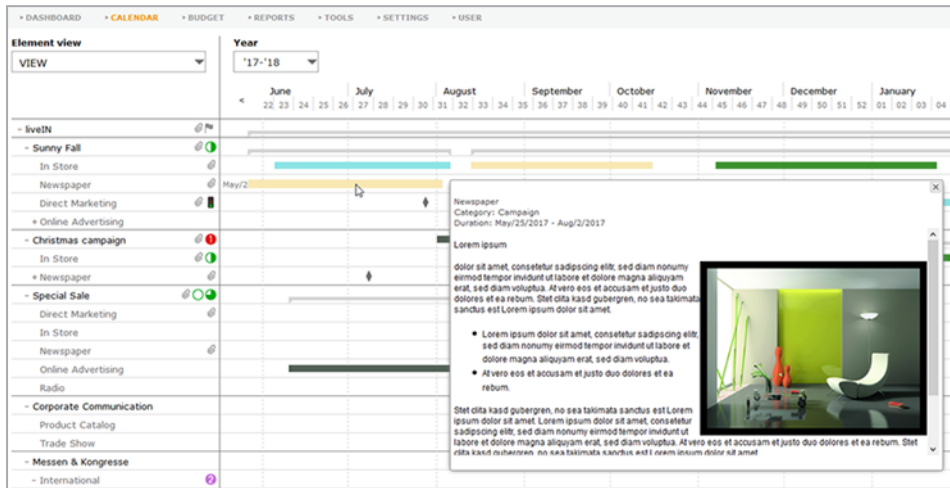 DASHBOARD CALENDAR BUDGET REPORTS TOOLS SETTINGS USER
Element view
Year
VIEW
'17-'18
June July August September October November December January
< 22 23 24 25 26 27 28 29 30 31 32 33 34 35 36 37 38 39 40 41 42 43 44 45 46 47 48 49 50 51 52 01 02 03 04
- liveIN
- Sunny Fall
In Store
Newspaper
May/2
Direct Marketing
+ Online Advertising
- Christmas campaign
1
In Store
+ Newspaper
- Special Sale
Direct Marketing
In Store
Newspaper
Online Advertising
Radio
- Corporate Communication
Product Catalog
Trade Show
- Messen & Kongresse
- International
2
Newspaper
Category: Campaign
Duration: May/25/2017 - Aug/2/2017
Lorem ipsum
dolor sit amet, consetetur sadipscing elitr, sed diam nonumy
eirmod tempor invidunt ut labore et dolore magna aliquyam
erat, sed diam voluptua. At vero eos et accusam et justo duo
dolores et ea rebum. Stet clita kasd gubergren, no sea takimata
sanctus est Lorem ipsum dolor sit amet.
• Lorem ipsum dolor sit amet, consetetur sadipscing elitr,
sed diam nonumy eirmod tempor invidunt ut labore et
dolore magna aliquyam erat, sed diam voluptua.
• At vero eos et accusam et justo duo dolores et ea
rebum.
Stet clita kasd gubergren, no sea takimata sanctus est Lorem
ipsum dolor sit amet. Lorem ipsum dolor sit amet, consetetur
sadipscing elitr, sed diam nonumy eirmod tempor invidunt ut
labore et dolore magna aliquyam erat, sed diam voluptua. At vero eos et accusam et justo duo dolores et ea rebum. Stet
clita kasd gubergren, no sea takimata sanctus est Lorem ipsum dolor sit amet.